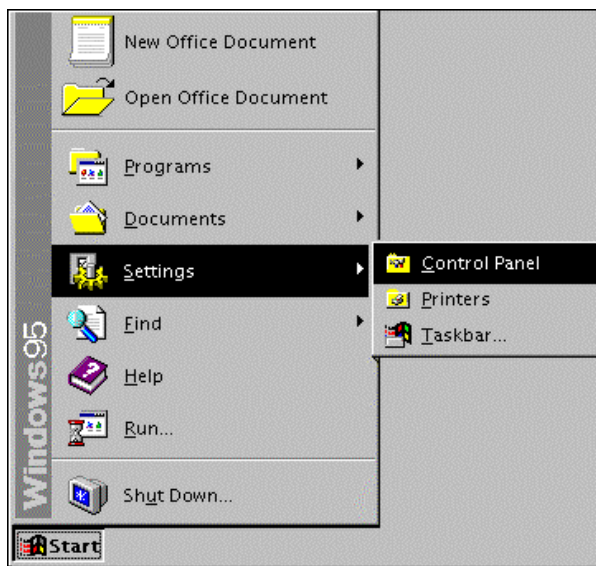 New Office Document
Open Office Document
Programs
Documents
Settings
Control Panel
Printers
Taskbar...
Find
Help
Run...
Shut Down...
Windows95
Start